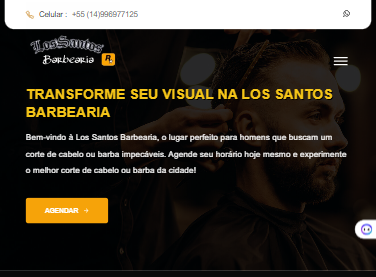 Celular : +55 (14)996977125
LosSantos
Barbearia R
TRANSFORME SEU VISUAL NA LOS SANTOS
BARBEARIA
Bem-vindo à Los Santos Barbearia, o lugar perfeito para homens que buscam um
corte de cabelo ou barba impecáveis. Agende seu horário hoje mesmo e experimente
o melhor corte de cabelo ou barba da cidade!
AGENDAR →